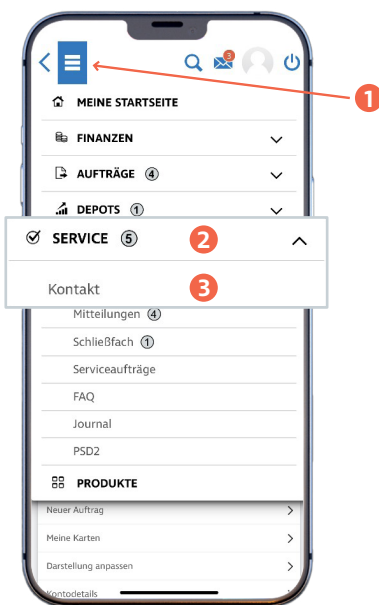 3
1
MEINE STARTSEITE
FINANZEN
AUFTRÄGE 4
DEPOTS 1
SERVICE 5 2
Kontakt 3
Mitteilungen 4
Schließfach 1
Serviceaufträge
FAQ
Journal
PSD2
PRODUKTE
Neuer Auftrag
Meine Karten
Darstellung anpassen
Kontodetails